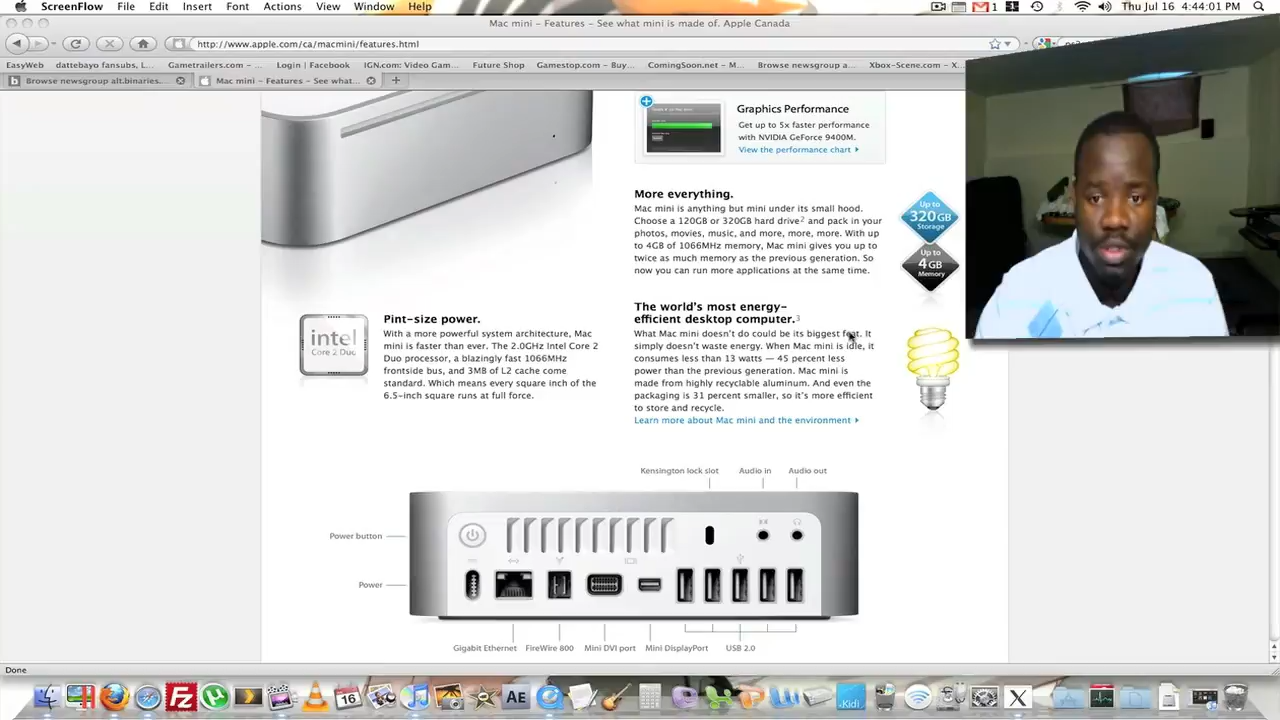 ScreenFlow File Edit Insert Font Actions View Window Help
1 Thu Jul 16 4:44:01 PM
Mac mini - Features - See what mini is made of. Apple Canada
http://www.apple.com/ca/macmini/features.html
EasyWeb dattebayo fansubs, L... Gametrailers.com - ... Login | Facebook IGN.com: Video Gam... Future Shop Gamestop.com - Buy... ComingSoon.net - M... Browse newsgroup a... Xbox-Scene.com - X...
Browse newsgroup alt.binaries... Mac mini - Features - See what...
Graphics Performance
Get up to 5x faster performance
with NVIDIA GeForce 9400M.
View the performance chart
More everything.
Mac mini is anything but mini under its small hood.
Choose a 120GB or 320GB hard drive2 and pack in your
photos, movies, music, and more, more, more. With up
to 4GB of 1066MHz memory, Mac mini gives you up to
twice as much memory as the previous generation. So
now you can run more applications at the same time.
Up to
320GB
Storage
Up to
4GB
Memory
intel
Core 2 Duo
Pint-size power.
With a more powerful system architecture, Mac
mini is faster than ever. The 2.0GHz Intel Core 2
Duo processor, a blazingly fast 1066MHz
frontside bus, and 3MB of L2 cache come
standard. Which means every square inch of the
6.5-inch square runs at full force.
The world's most energy-
efficient desktop computer.3
What Mac mini doesn't do could be its biggest feat. It
simply doesn't waste energy. When Mac mini is idle, it
consumes less than 13 watts — 45 percent less
power than the previous generation. Mac mini is
made from highly recyclable aluminum. And even the
packaging is 31 percent smaller, so it's more efficient
to store and recycle.
Learn more about Mac mini and the environment
Kensington lock slot Audio in Audio out
Power button
Power
Gigabit Ethernet FireWire 800 Mini DVI port Mini DisplayPort USB 2.0
Done
Fz AE Kidi X